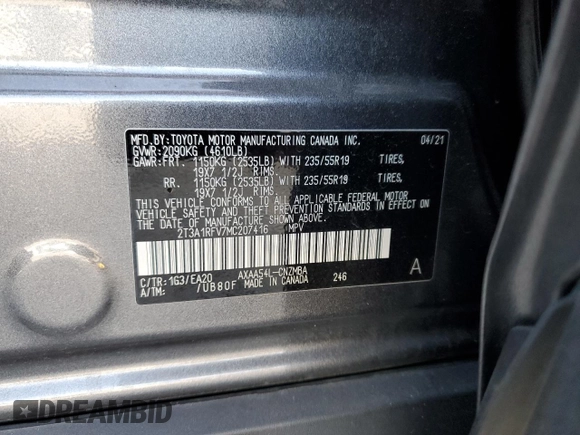 MFD.BY:TOYOTA MOTOR MANUFACTURING CANADA INC. 04/21
GVWR:2090KG (4610LB)
GAWR:FRT. 1150KG (2535LB) WITH 235/55R19 TIRES,
19X7 1/2J RIMS.
RR. 1150KG (2535LB) WITH 235/55R19 TIRES,
19X7 1/2J RIMS.
THIS VEHICLE CONFORMS TO ALL APPLICABLE FEDERAL MOTOR
VEHICLE SAFETY AND THEFT PREVENTION STANDARDS IN EFFECT ON
THE DATE OF MANUFACTURE SHOWN ABOVE.
2T3A1RFV7MC207416 MPV
C/TR:1G3/EA20 AXAA54L-CNZMBA 246
A/TM: /UB80F MADE IN CANADA
A
DREAMBID